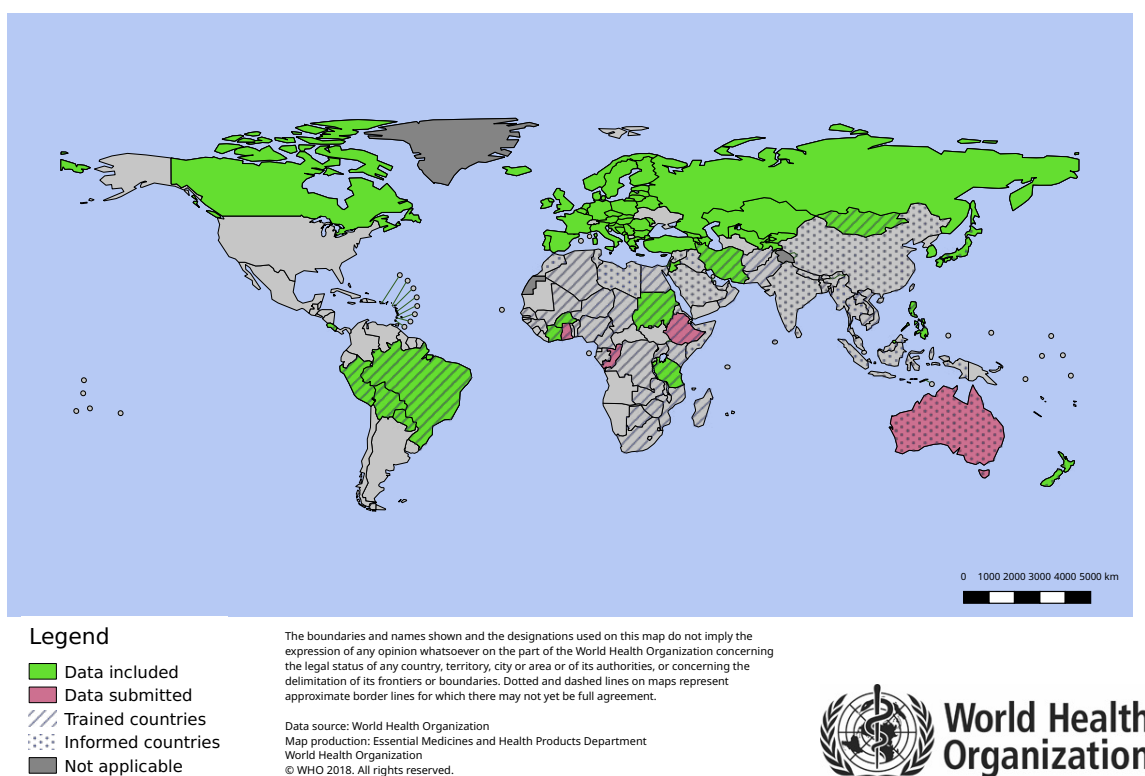 0 1000 2000 3000 4000 5000 km
Legend
Data included
Data submitted
Trained countries
Informed countries
Not applicable
The boundaries and names shown and the designations used on this map do not imply the
expression of any opinion whatsoever on the part of the World Health Organization concerning
the legal status of any country, territory, city or area or of its authorities, or concerning the
delimitation of its frontiers or boundaries. Dotted and dashed lines on maps represent
approximate border lines for which there may not yet be full agreement.
Data source: World Health Organization
Map production: Essential Medicines and Health Products Department
World Health Organization
© WHO 2018. All rights reserved.
World Health
Organization